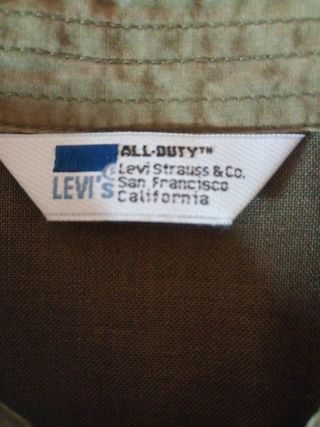 ALL-DUTY™
Levi Strauss & Co.
San Francisco
California
LEVI's